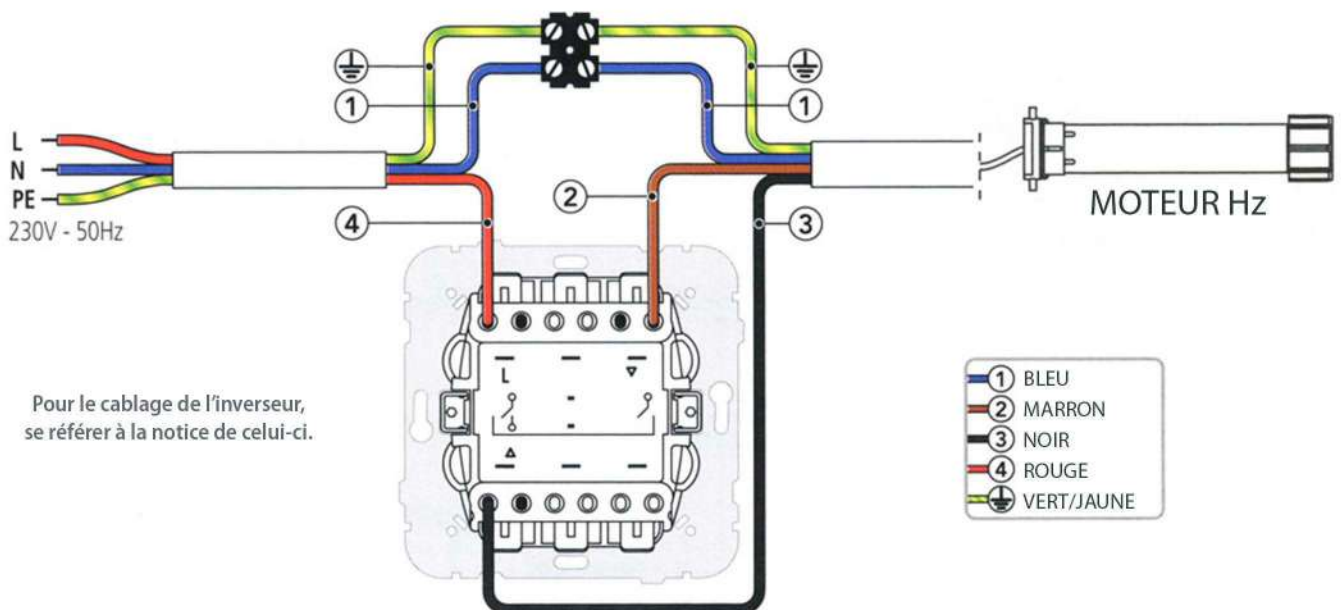 1
1
L
N
PE
230V - 50Hz
2
4
3
MOTEUR Hz
L
Pour le cablage de l'inverseur,
se référer à la notice de celui-ci.
1 BLEU
2 MARRON
3 NOIR
4 ROUGE
VERT/JAUNE